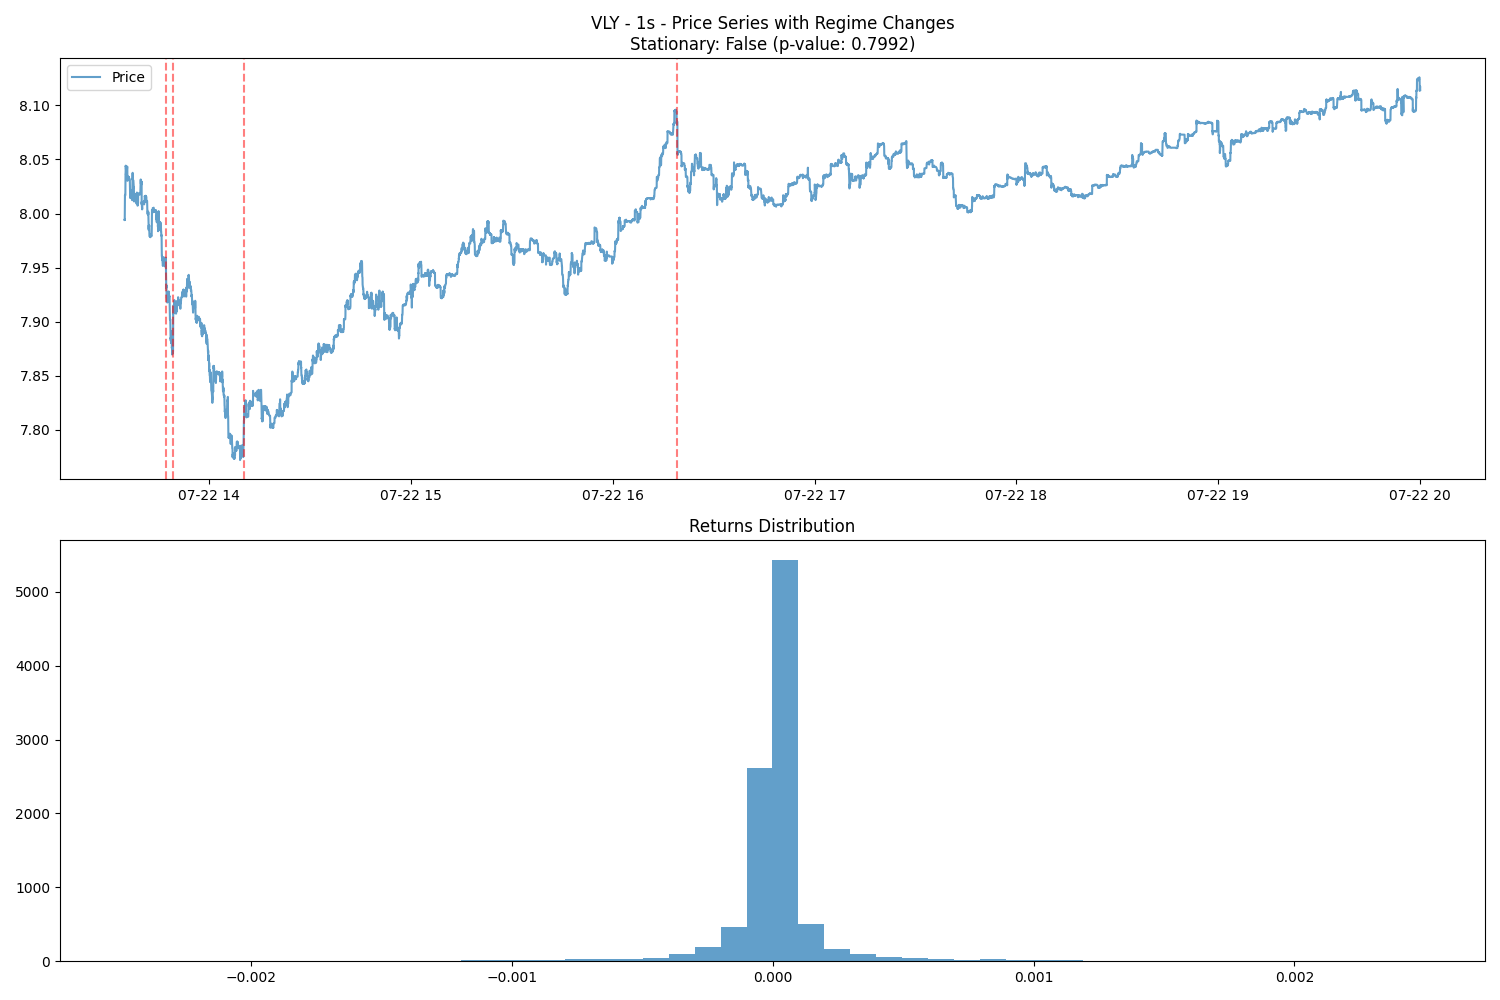 VLY - 1s - Price Series with Regime Changes
Stationary: False (p-value: 0.7992)
Price
8.10
8.05
8.00
7.95
7.90
7.85
7.80
07-22 14 07-22 15 07-22 16 07-22 17 07-22 18 07-22 19 07-22 20
Returns Distribution
5000
4000
3000
2000
1000
0
−0.002 −0.001 0.000 0.001 0.002